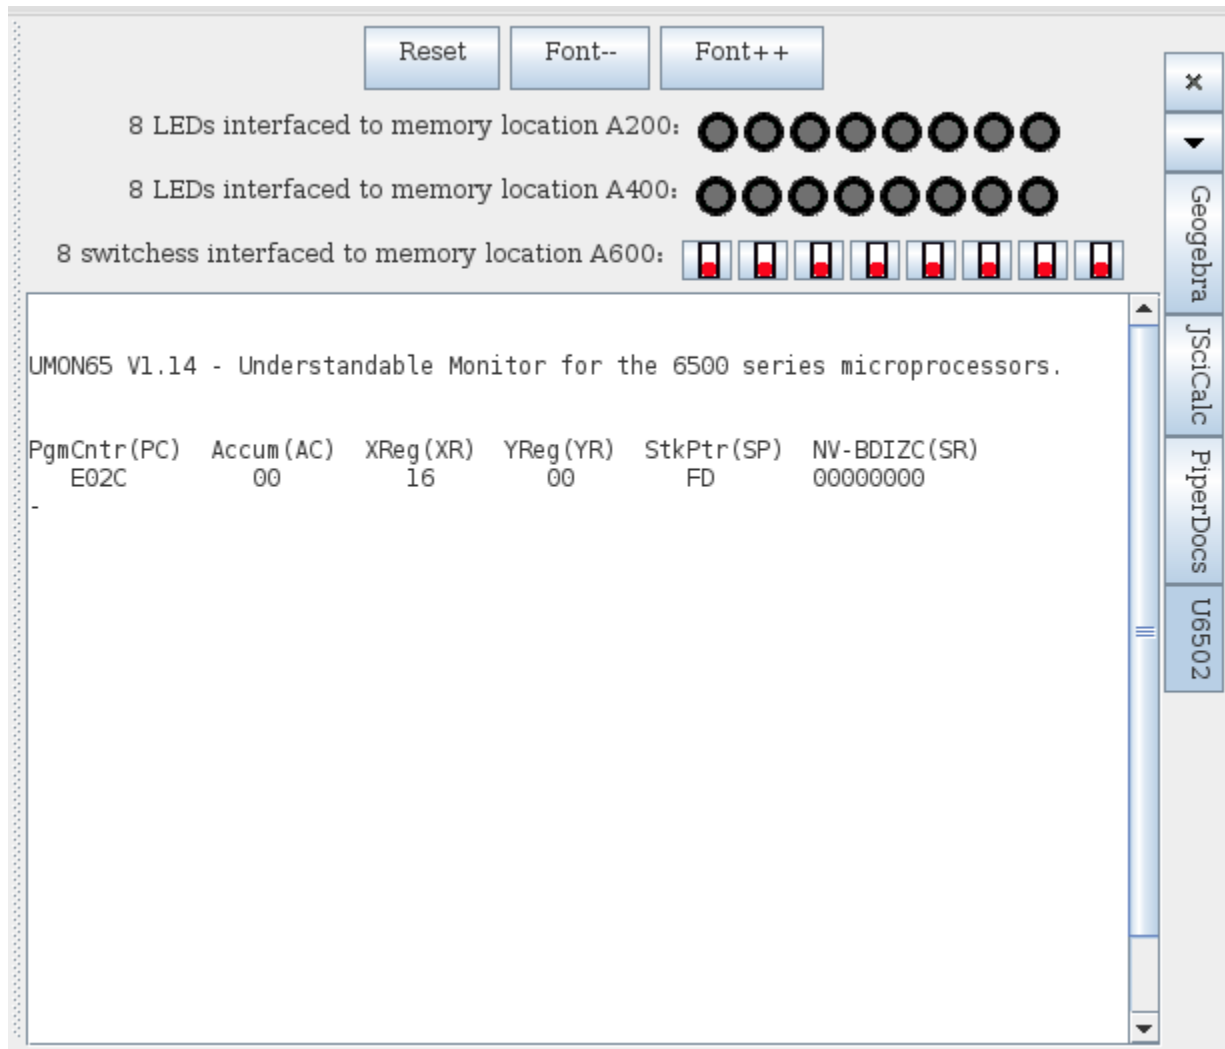 Reset Font-- Font++
8 LEDs interfaced to memory location A200:
8 LEDs interfaced to memory location A400:
8 switchess interfaced to memory location A600:
UMON65 V1.14 - Understandable Monitor for the 6500 series microprocessors.
PgmCntr(PC) Accum(AC) XReg(XR) YReg(YR) StkPtr(SP) NV-BDIZC(SR)
E02C 00 16 00 FD 00000000
-
Geogebra
JSciCalc
PiperDocs
U6502